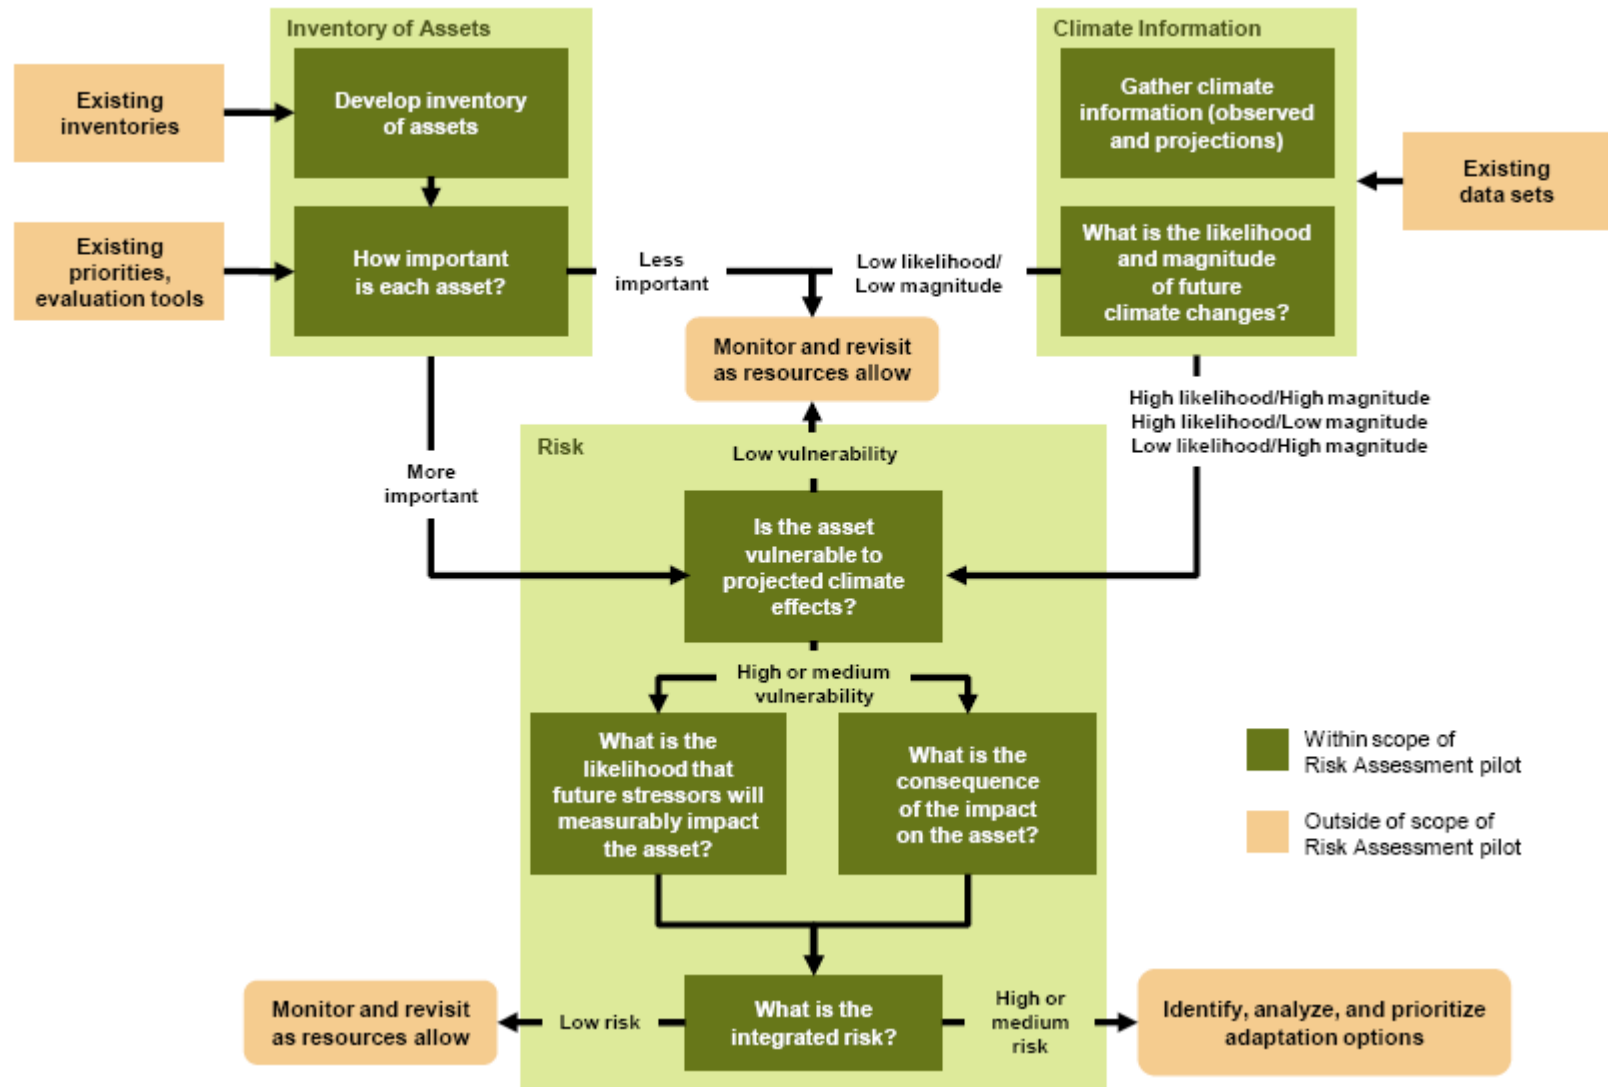 Inventory of Assets
Climate Information
Existing
inventories
Develop inventory
of assets
Gather climate
information (observed
and projections)
Existing
data sets
Existing
priorities,
evaluation tools
How important
is each asset?
Less
important
Low likelihood/
Low magnitude
What is the likelihood
and magnitude
of future
climate changes?
Monitor and revisit
as resources allow
High likelihood/High magnitude
High likelihood/Low magnitude
Low likelihood/High magnitude
Risk
Low vulnerability
More
important
Is the asset
vulnerable to
projected climate
effects?
High or medium
vulnerability
What is the
likelihood that
future stressors will
measurably impact
the asset?
What is the
consequence
of the impact
on the asset?
Within scope of
Risk Assessment pilot
Outside of scope of
Risk Assessment pilot
Monitor and revisit
as resources allow
Low risk
What is the
integrated risk?
High or
medium
risk
Identify, analyze, and prioritize
adaptation options